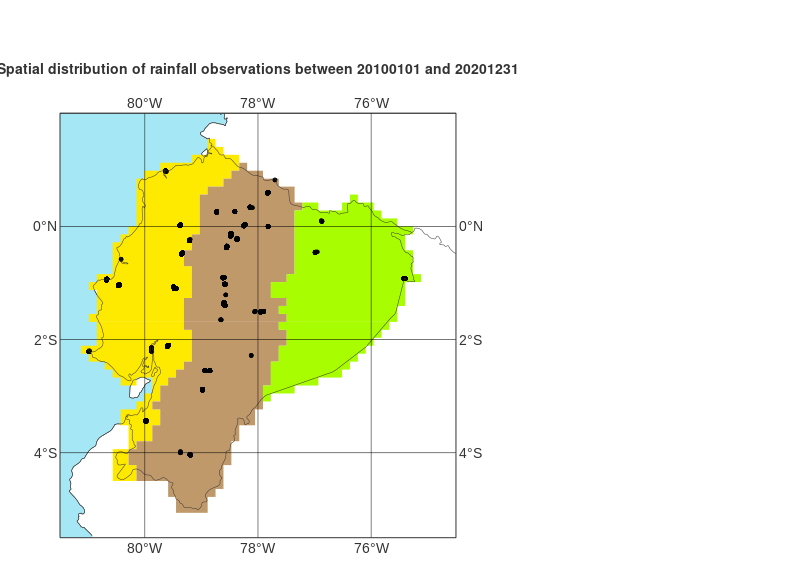 Spatial distribution of rainfall observations between 20100101 and 20201231
80°W 78°W 76°W
0°N 0°N
2°S 2°S
4°S 4°S
80°W 78°W 76°W